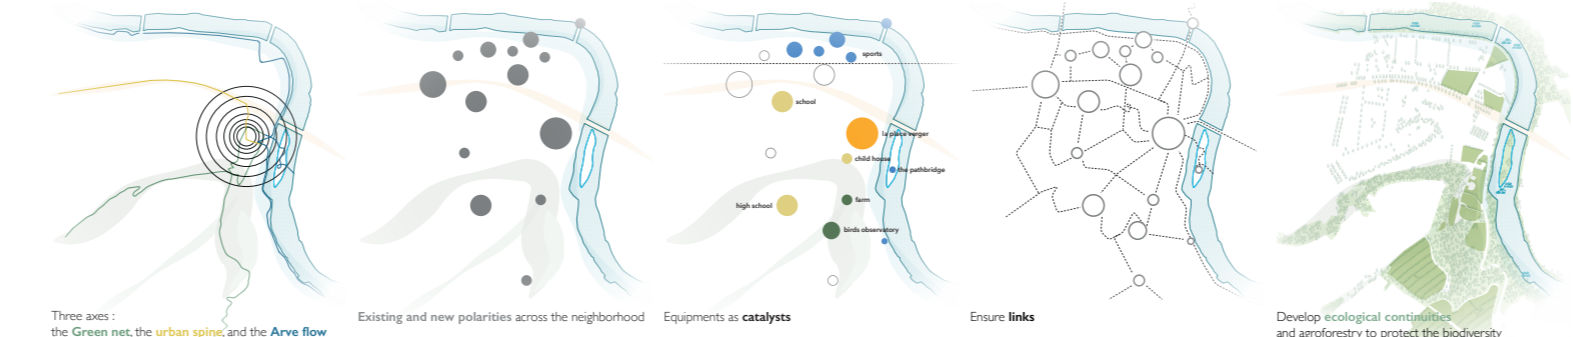 sports
school
la place verger
child house
the pathbridge
high school
farm
birds observatory
Three axes :
the Green net, the urban spine, and the Arve flow
Existing and new polarities across the neighborhood
Equipments as catalysts
Ensure links
Develop ecological continuities
and agroforestry to protect the biodiversity